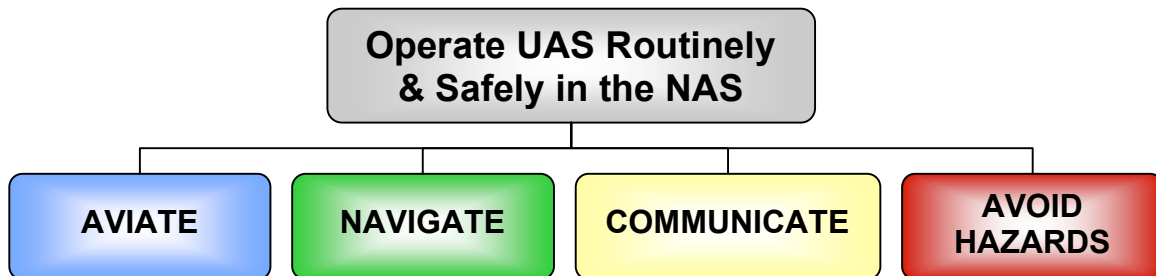 Operate UAS Routinely
& Safely in the NAS
AVIATE
NAVIGATE
COMMUNICATE
AVOID
HAZARDS